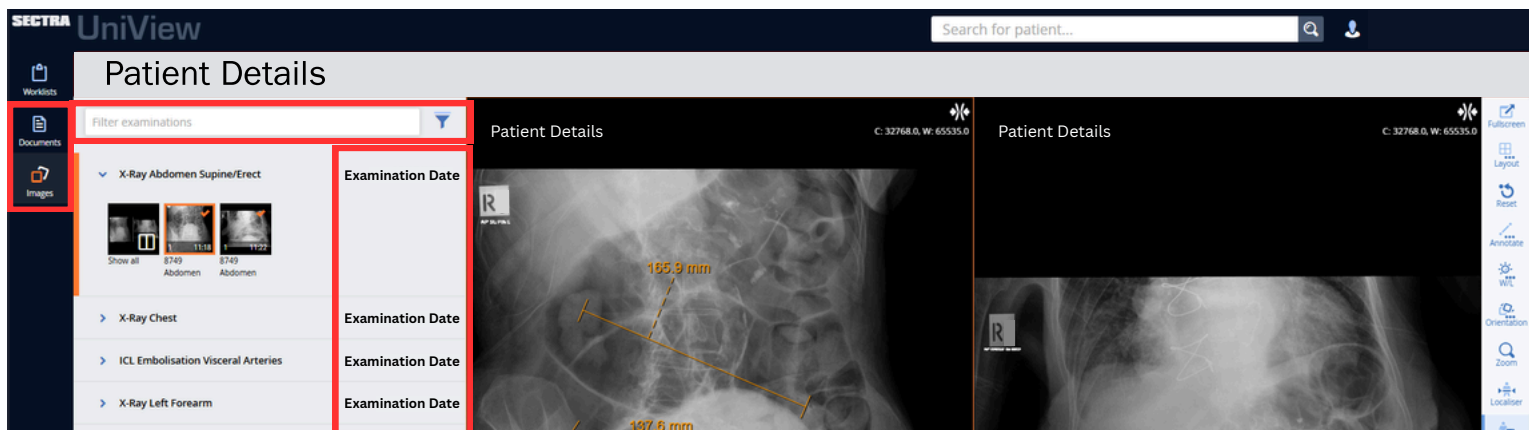 SECTRA UniView
Search for patient...
Worklists
Patient Details
Documents
Images
Filter examinations
X-Ray Abdomen Supine/Erect
Examination Date
Show all
1 11:18
8749
Abdomen
1 11:22
8749
Abdomen
X-Ray Chest
Examination Date
ICL Embolisation Visceral Arteries
Examination Date
X-Ray Left Forearm
Examination Date
Patient Details
C: 32768.0, W: 65535.0
R
AP SUPINE
165.9 mm
137.6 mm
Patient Details
C: 32768.0, W: 65535.0
R
Fullscreen
Layout
Reset
Annotate
W/L
Orientation
Zoom
Localiser